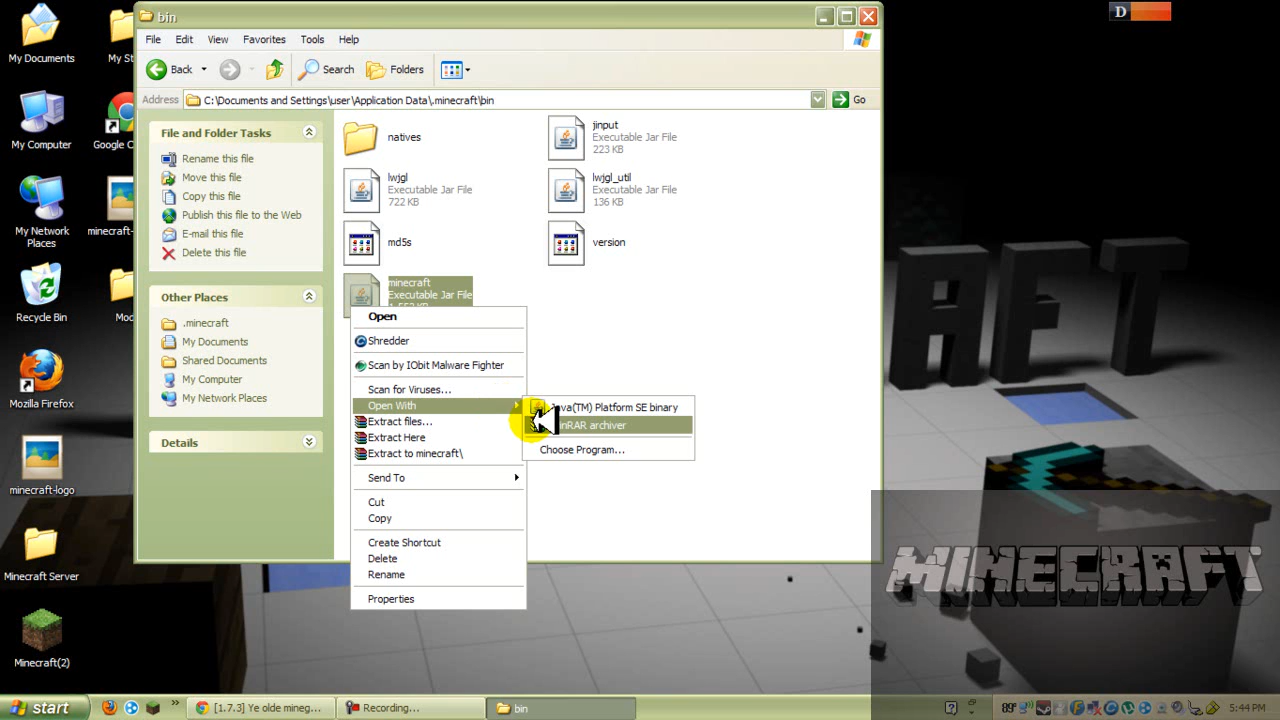 bin
File Edit View Favorites Tools Help
Back Search Folders
Address C:\Documents and Settings\user\Application Data\.minecraft\bin Go
File and Folder Tasks
Rename this file
Move this file
Copy this file
Publish this file to the Web
E-mail this file
Delete this file
Other Places
.minecraft
My Documents
Shared Documents
My Computer
My Network Places
Details
natives
jinput
Executable Jar File
223 KB
lwjgl
Executable Jar File
722 KB
lwjgl_util
Executable Jar File
136 KB
md5s
version
minecraft
Executable Jar File
Open
Shredder
Scan by IObit Malware Fighter
Scan for Viruses...
Open With
Extract files...
Extract Here
Extract to minecraft\
Send To
Cut
Copy
Create Shortcut
Delete
Rename
Properties
Java(TM) Platform SE binary
archiver
Choose Program...
My Documents
My Computer
My Network
Places
Recycle Bin
Mozilla Firefox
minecraft-logo
Minecraft Server
Minecraft(2)
My
Google
minecraft-
D
AFT
MINECRAFT
start
[1.7.3] Ye olde mineg...
Recording...
bin
89°
5:44 PM